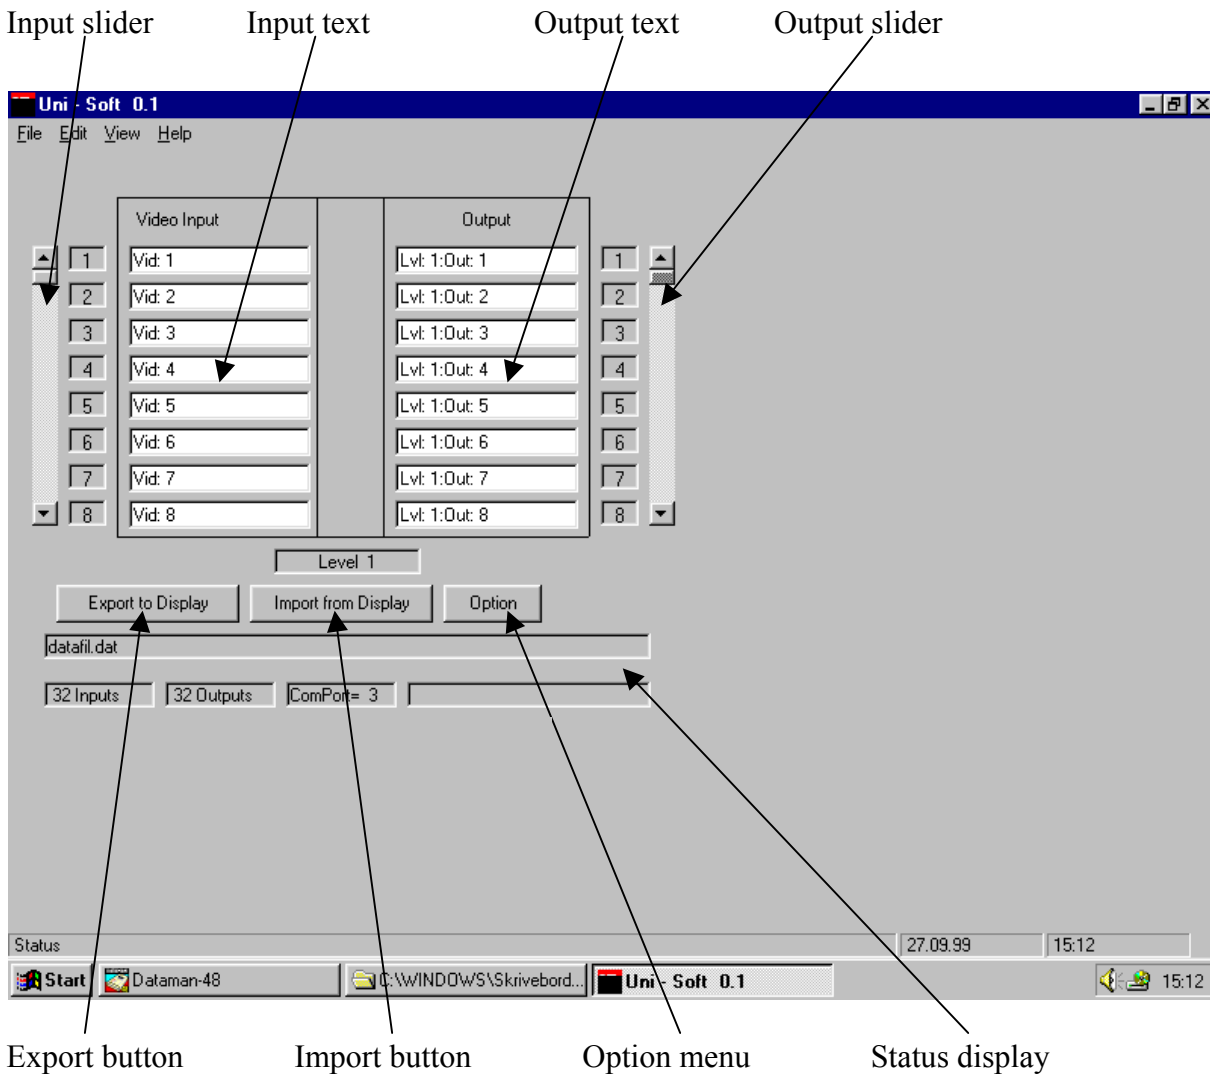 Input slider Input text Output text Output slider
Uni - Soft 0.1
File Edit View Help
Video Input Output
1 Vid: 1 Lvl: 1:Out: 1 1
2 Vid: 2 Lvl: 1:Out: 2 2
3 Vid: 3 Lvl: 1:Out: 3 3
4 Vid: 4 Lvl: 1:Out: 4 4
5 Vid: 5 Lvl: 1:Out: 5 5
6 Vid: 6 Lvl: 1:Out: 6 6
7 Vid: 7 Lvl: 1:Out: 7 7
8 Vid: 8 Lvl: 1:Out: 8 8
Level 1
Export to Display Import from Display Option
datafil.dat
32 Inputs 32 Outputs ComPort= 3
Status 27.09.99 15:12
Start Dataman-48 C:\WINDOWS\Skrivebord... Uni - Soft 0.1 15:12
Export button Import button Option menu Status display